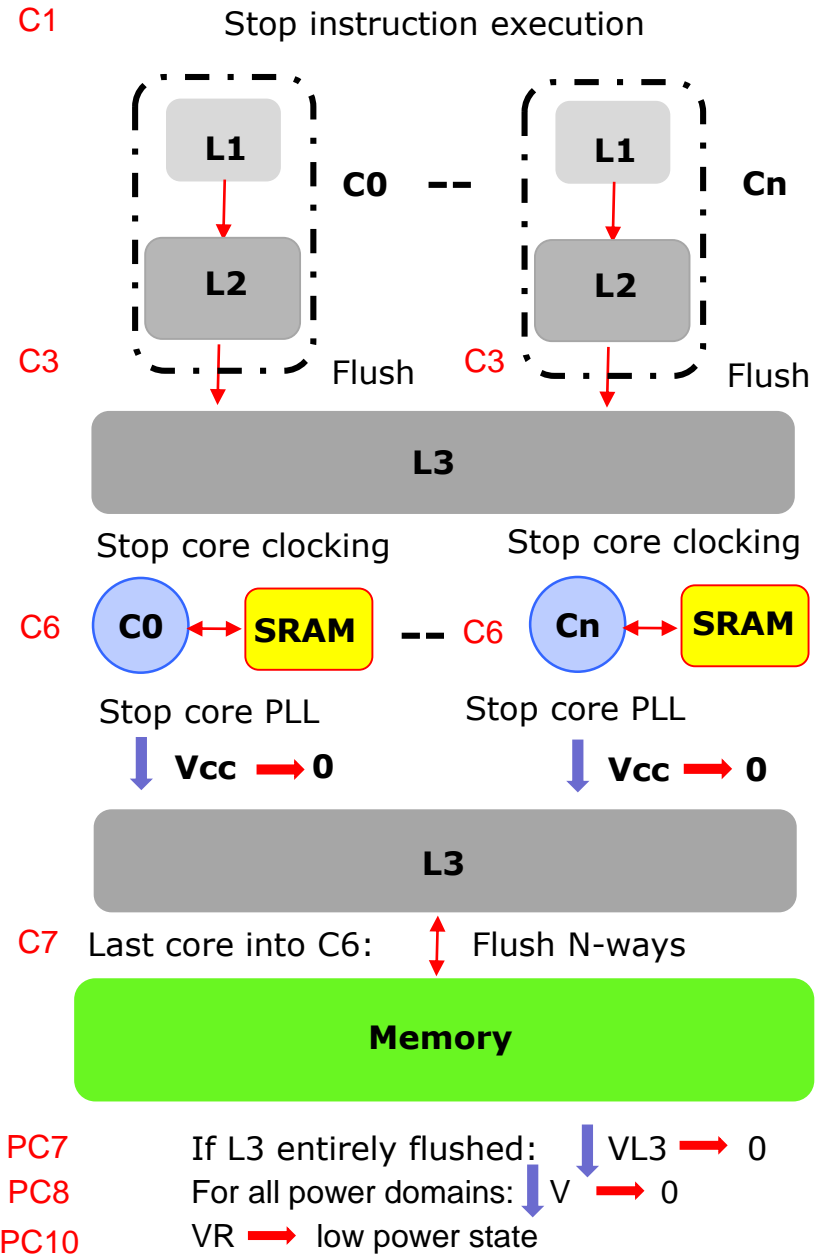 C1 Stop instruction execution
L1 L1
C0 -- Cn
L2 L2
C3 Flush C3 Flush
L3
Stop core clocking Stop core clocking
C6 C0 SRAM -- C6 Cn SRAM
Stop core PLL Stop core PLL
Vcc 0 Vcc 0
L3
C7 Last core into C6: Flush N-ways
Memory
PC7 If L3 entirely flushed: VL3 0
PC8 For all power domains: V 0
PC10 VR low power state